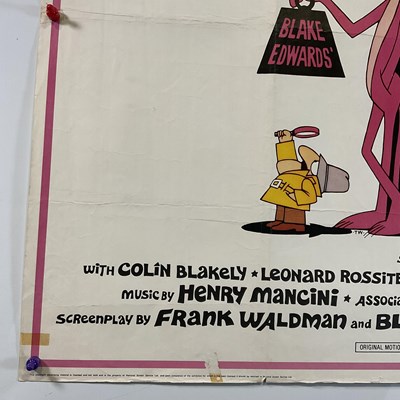 BLAKE
EDWARDS'
TW
WITH COLIN BLAKELY ★ LEONARD ROSSITE
MUSIC BY HENRY MANCINI ★ ASSOCIA
SCREENPLAY BY FRANK WALDMAN AND BL
ORIGINAL MOTIO